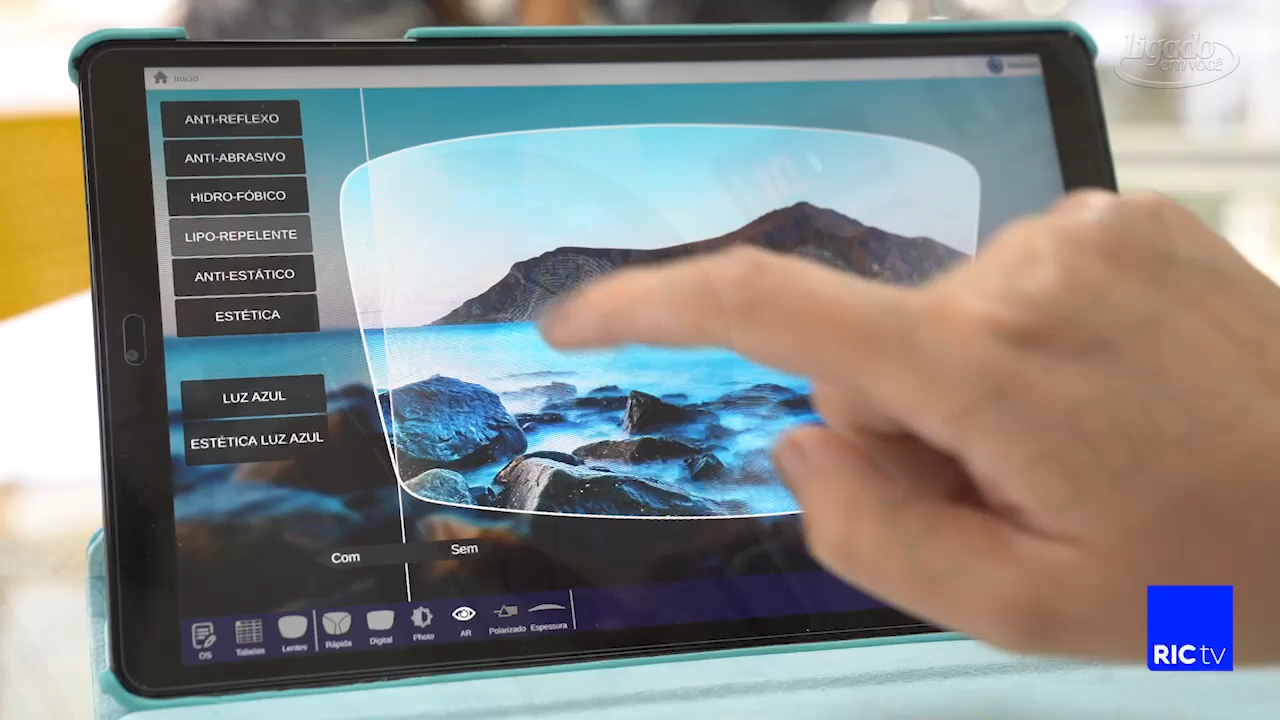 Ligado
em você
Início
ANTI-REFLEXO
ANTI-ABRASIVO
HIDRO-FÓBICO
LIPO-REPELENTE
ANTI-ESTÁTICO
ESTÉTICA
LUZ AZUL
ESTÉTICA LUZ AZUL
Com
Sem
OS
Tabelas
Lentes
Rápida
Digital
Photo
AR
Polarizado
Espessura
RIC tv